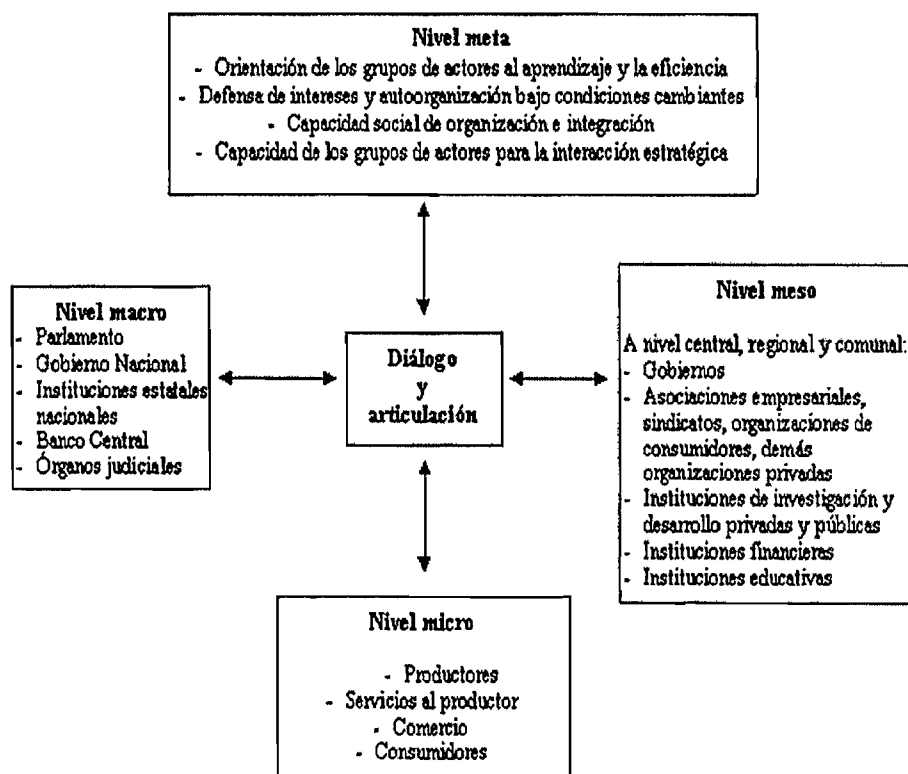 Nivel meta
- Orientación de los grupos de actores al aprendizaje y la eficiencia
- Defensa de intereses y autoorganización bajo condiciones cambiantes
- Capacidad social de organización e integración
- Capacidad de los grupos de actores para la interacción estratégica
Nivel macro
- Parlamento
- Gobierno Nacional
- Instituciones estatales
nacionales
- Banco Central
- Órganos judiciales
Diálogo
y
articulación
Nivel meso
A nivel central, regional y comunal:
- Gobiernos
- Asociaciones empresariales,
sindicatos, organizaciones de
consumidores, demás
organizaciones privadas
- Instituciones de investigación y
desarrollo privadas y públicas
- Instituciones financieras
- Instituciones educativas
Nivel micro
- Productores
- Servicios al productor
- Comercio
- Consumidores